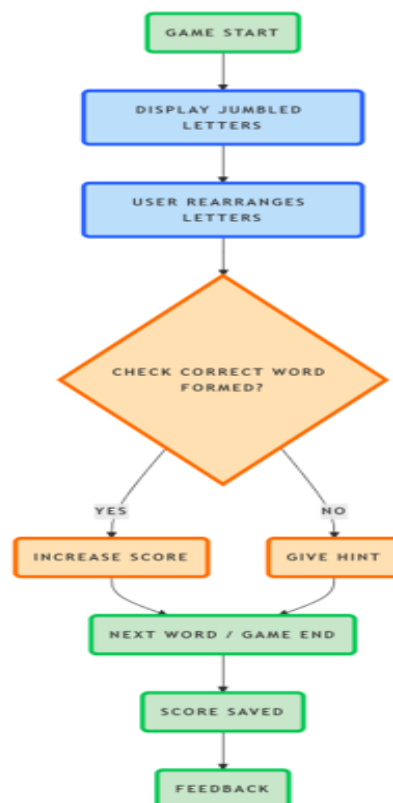 GAME START
DISPLAY JUMBLED
LETTERS
USER REARRANGES
LETTERS
CHECK CORRECT WORD
FORMED?
YES
NO
INCREASE SCORE
GIVE HINT
NEXT WORD / GAME END
SCORE SAVED
FEEDBACK